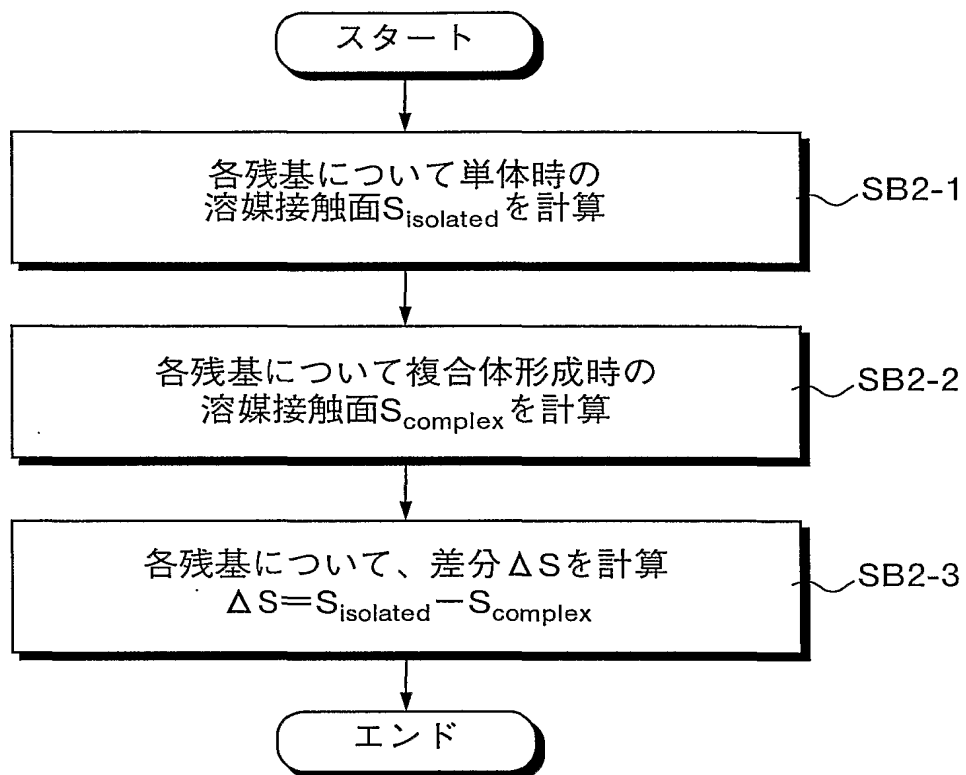 スタート
各残基について単体時の
溶媒接触面S_isolatedを計算
SB2-1
各残基について複合体形成時の
溶媒接触面S_complexを計算
SB2-2
各残基について、差分ΔSを計算
ΔS=S_isolated−S_complex
SB2-3
エンド